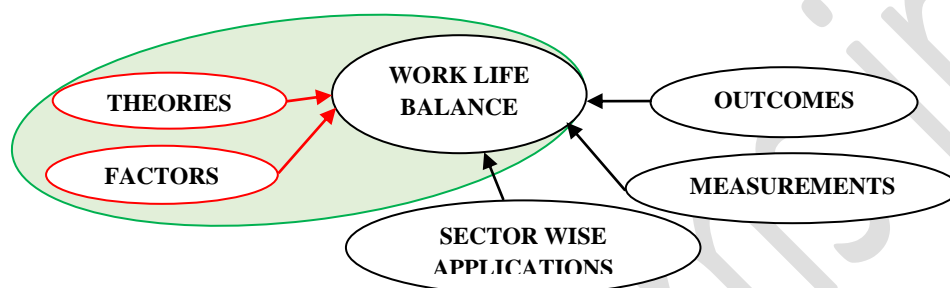 WORK LIFE
BALANCE
THEORIES
OUTCOMES
FACTORS
MEASUREMENTS
SECTOR WISE
APPLICATIONS